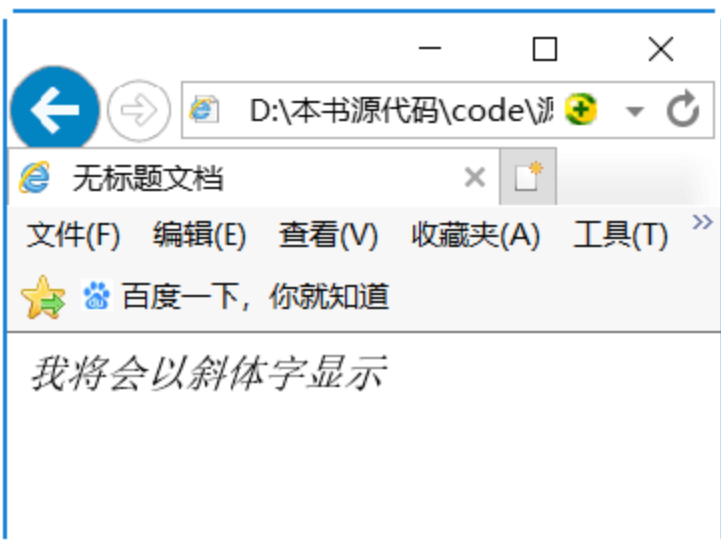 D:\本书源代码\code\源
无标题文档
文件(F) 编辑(E) 查看(V) 收藏夹(A) 工具(T)
百度一下，你就知道
我将会以斜体字显示